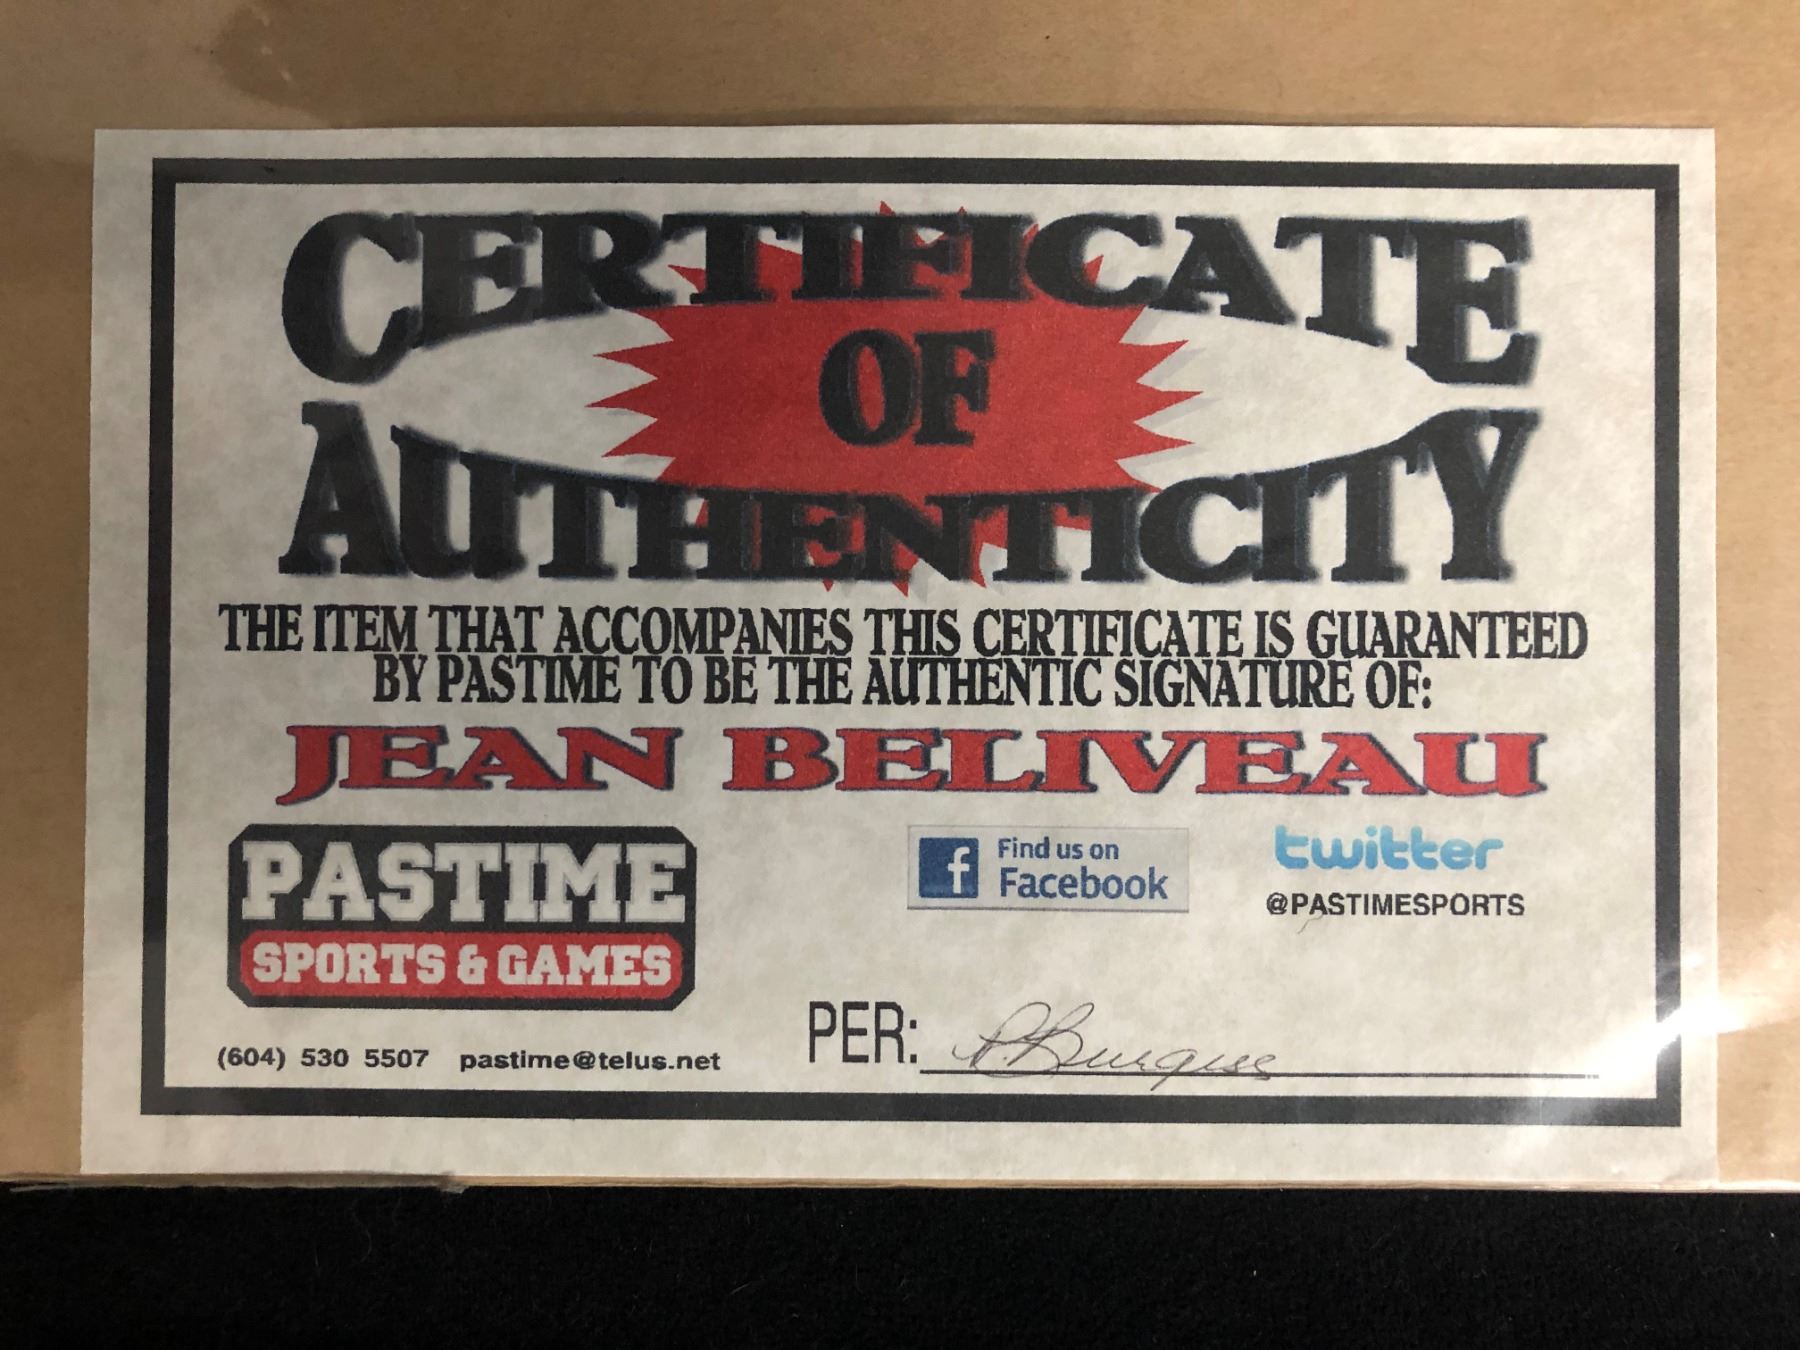 CERTIFICATE
OF
AUTHENTICITY
THE ITEM THAT ACCOMPANIES THIS CERTIFICATE IS GUARANTEED
BY PASTIME TO BE THE AUTHENTIC SIGNATURE OF:
JEAN BELIVEAU
PASTIME
SPORTS & GAMES
f Find us on
Facebook
twitter
@PASTIMESPORTS
(604) 530 5507 pastime@telus.net
PER: P. Burgess